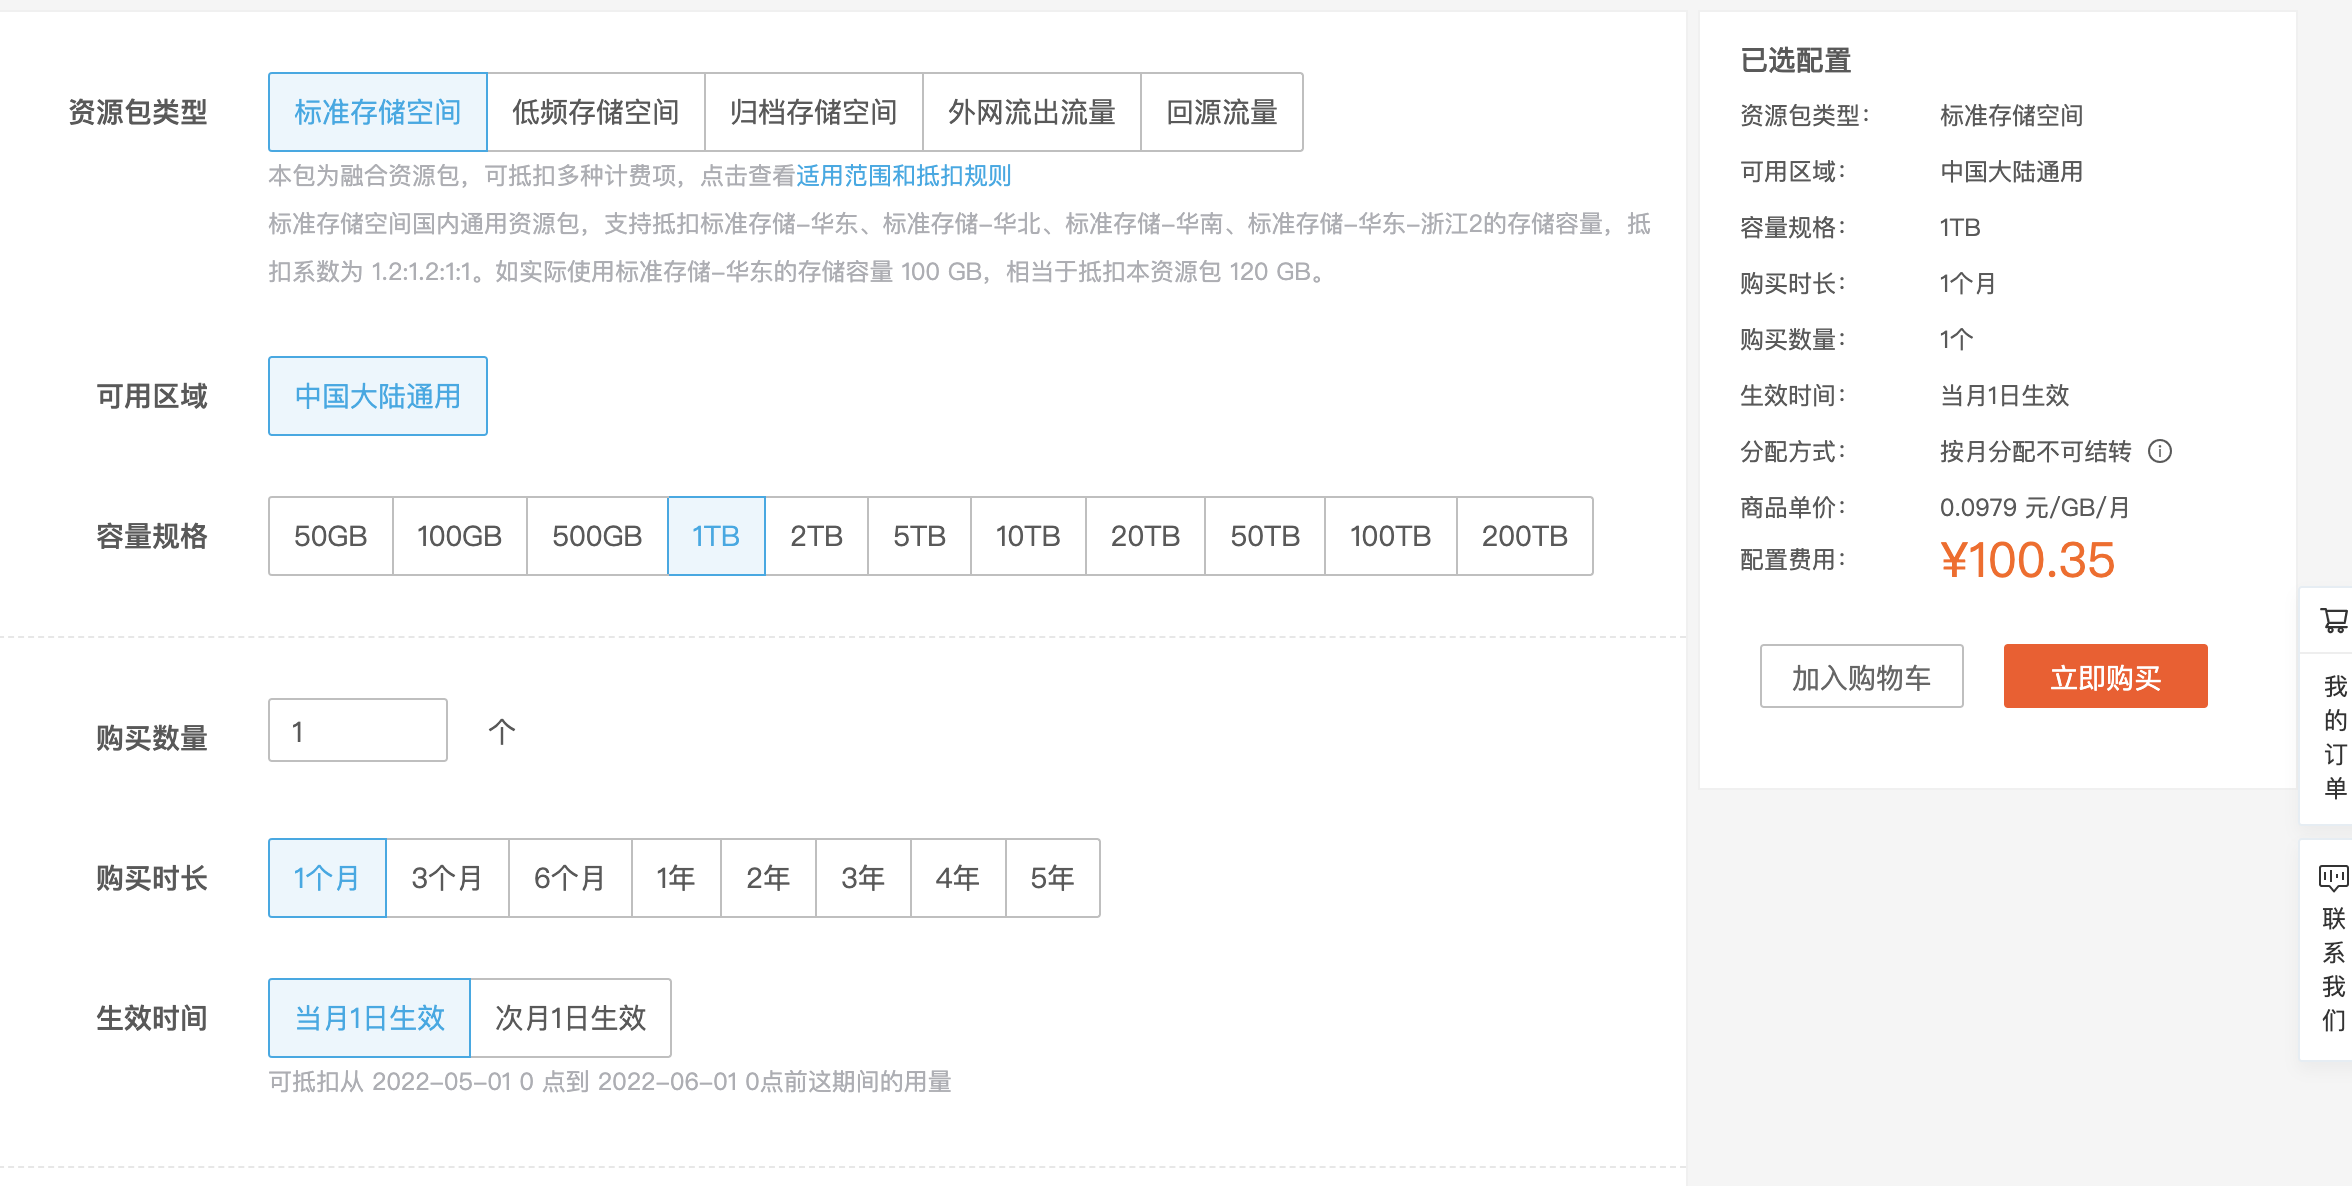 资源包类型
标准存储空间 低频存储空间 归档存储空间 外网流出流量 回源流量
本包为融合资源包，可抵扣多种计费项，点击查看适用范围和抵扣规则
标准存储空间国内通用资源包，支持抵扣标准存储-华东、标准存储-华北、标准存储-华南、标准存储-华东-浙江2的存储容量，抵
扣系数为 1.2:1.2:1:1。如实际使用标准存储-华东的存储容量 100 GB，相当于抵扣本资源包 120 GB。
可用区域
中国大陆通用
容量规格
50GB 100GB 500GB 1TB 2TB 5TB 10TB 20TB 50TB 100TB 200TB
购买数量
1 个
购买时长
1个月 3个月 6个月 1年 2年 3年 4年 5年
生效时间
当月1日生效 次月1日生效
可抵扣从 2022-05-01 0 点到 2022-06-01 0点前这期间的用量
已选配置
资源包类型： 标准存储空间
可用区域： 中国大陆通用
容量规格： 1TB
购买时长： 1个月
购买数量： 1个
生效时间： 当月1日生效
分配方式： 按月分配不可结转
商品单价： 0.0979 元/GB/月
配置费用： ¥100.35
加入购物车 立即购买
我的订单
联系我们